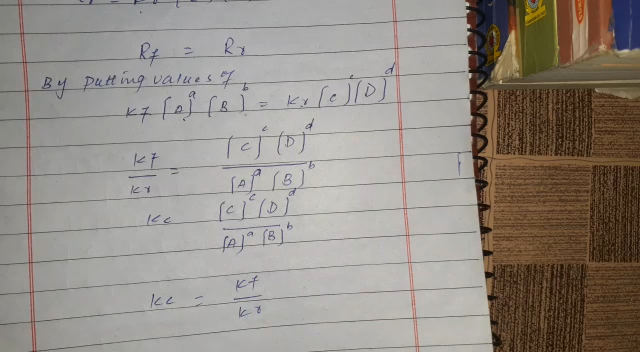 Rf = Rr
By putting values of
Kf [A]^a [B]^b = Kr [C]^c [D]^d
Kf/Kr = [C]^c [D]^d / [A]^a [B]^b
Kc [C]^c [D]^d / [A]^a [B]^b
Kc = Kf/Kr